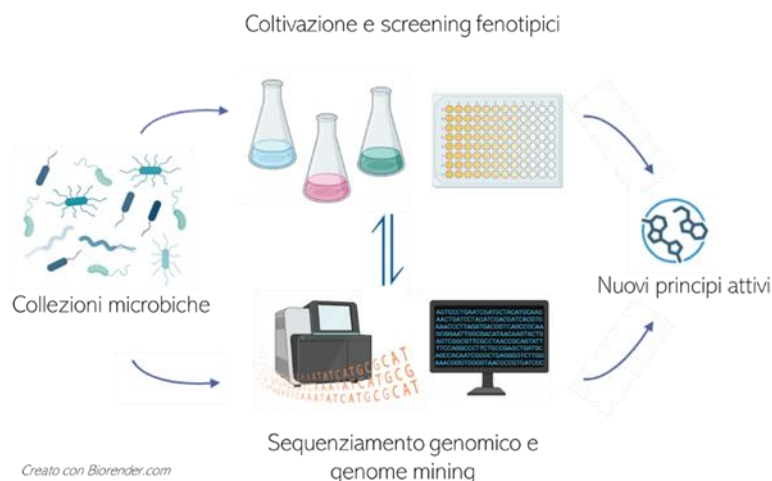 Coltivazione e screening fenotipici
Collezioni microbiche
Nuovi principi attivi
Sequenziamento genomico e
genome mining
Creato con Biorender.com